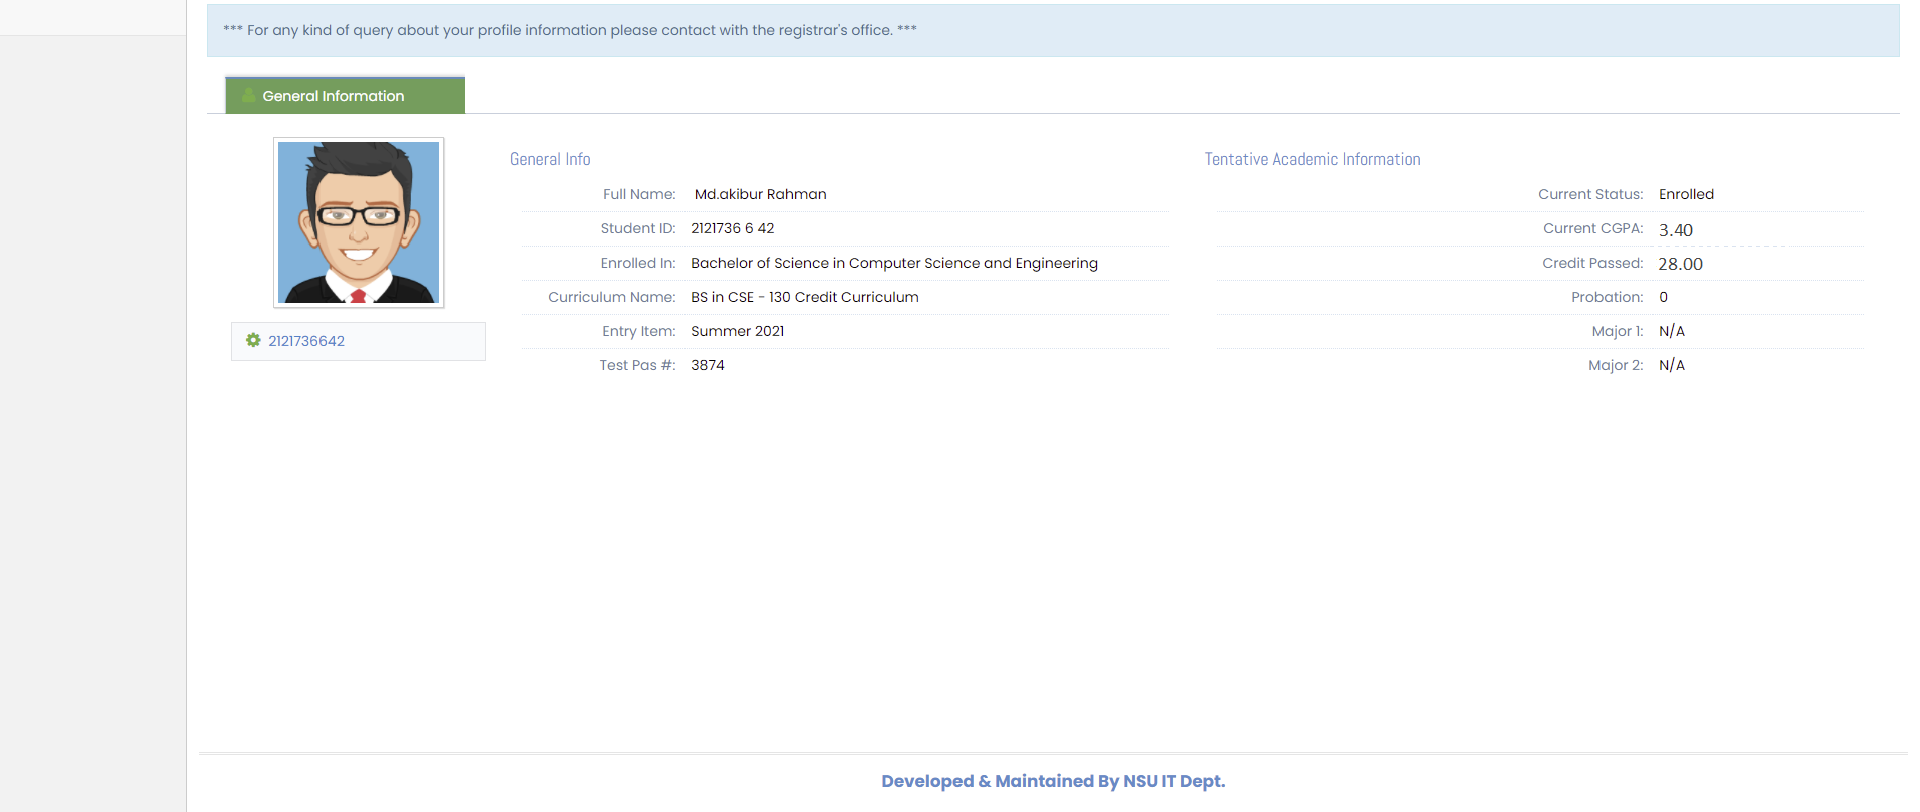 *** For any kind of query about your profile information please contact with the registrar's office. ***
General Information
General Info
Full Name: Md.akibur Rahman
Student ID: 2121736 6 42
Enrolled In: Bachelor of Science in Computer Science and Engineering
Curriculum Name: BS in CSE - 130 Credit Curriculum
Entry Item: Summer 2021
Test Pas #: 3874
2121736642
Tentative Academic Information
Current Status: Enrolled
Current CGPA: 3.40
Credit Passed: 28.00
Probation: 0
Major 1: N/A
Major 2: N/A
Developed & Maintained By NSU IT Dept.